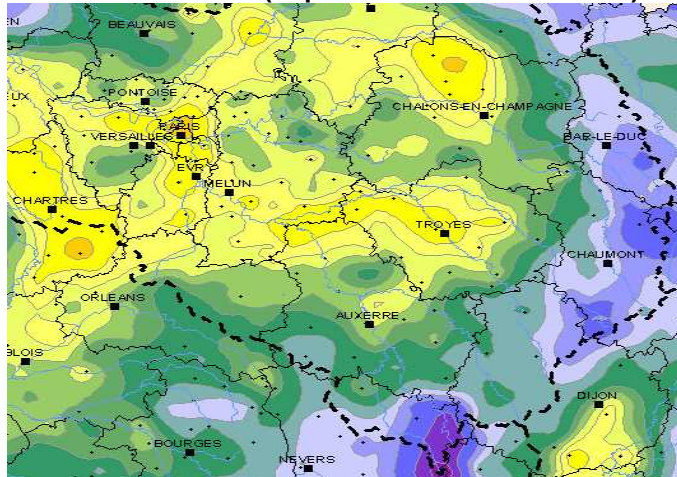 BEAUVAIS
PONTOISE
CHALONS-EN-CHAMPAGNE
PARIS
VERSAILLES
BAR-LE-DUC
EVRY
MELUN
CHARTRES
TROYES
CHAUMONT
ORLEANS
AUXERRE
BLOIS
DIJON
BOURGES
NEVERS